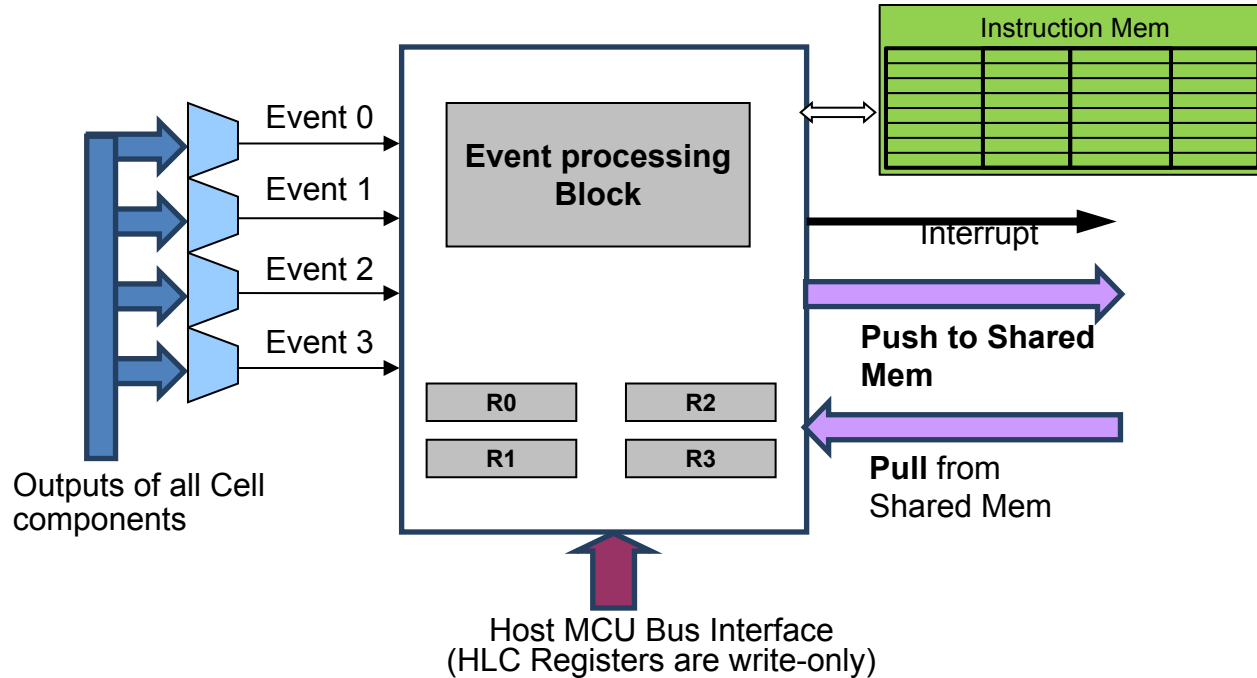 Instruction Mem
Event 0
Event 1
Event 2
Event 3
Event processing
Block
Interrupt
Push to Shared
Mem
R0
R2
R1
R3
Pull from
Shared Mem
Outputs of all Cell
components
Host MCU Bus Interface
(HLC Registers are write-only)